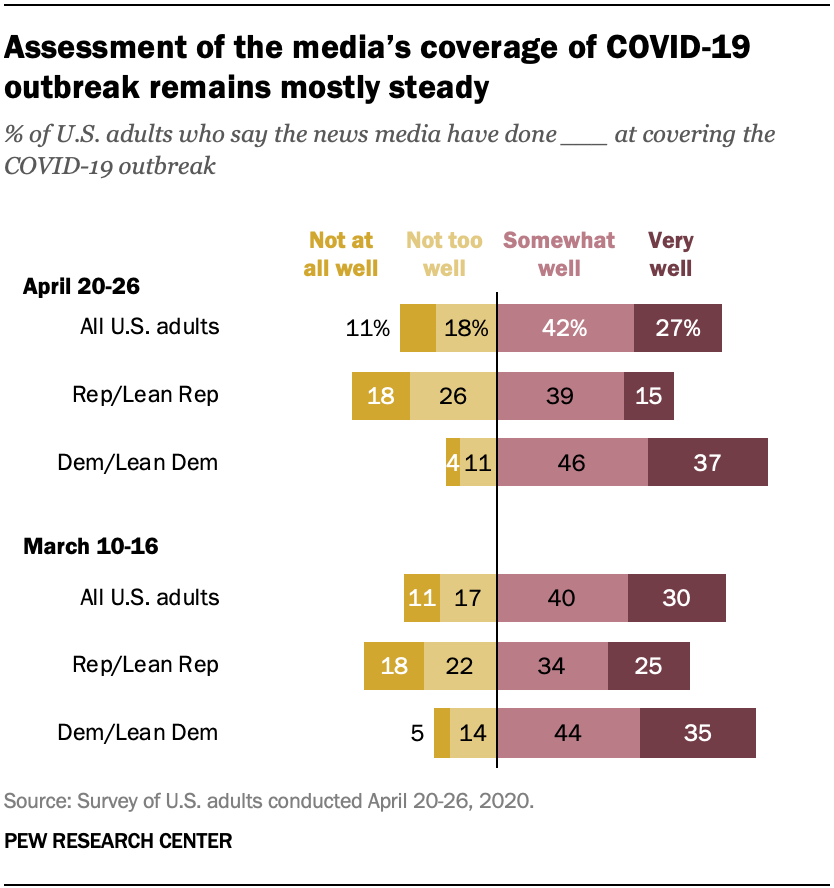 Assessment of the media’s coverage of COVID-19
outbreak remains mostly steady
% of U.S. adults who say the news media have done ___ at covering the
COVID-19 outbreak
Not at Not too Somewhat Very
all well well well well
April 20-26
All U.S. adults 11% 18% 42% 27%
Rep/Lean Rep 18 26 39 15
Dem/Lean Dem 4 11 46 37
March 10-16
All U.S. adults 11 17 40 30
Rep/Lean Rep 18 22 34 25
Dem/Lean Dem 5 14 44 35
Source: Survey of U.S. adults conducted April 20-26, 2020.
PEW RESEARCH CENTER